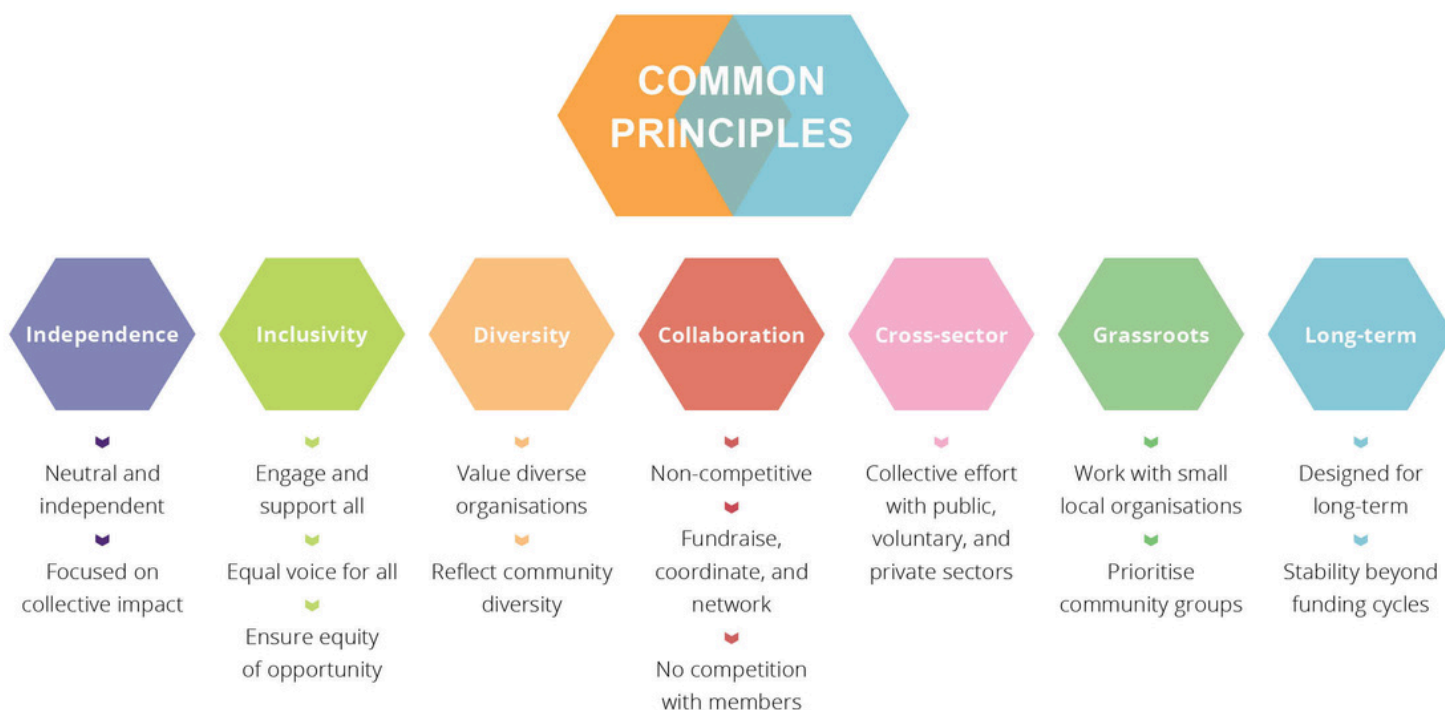 COMMON
PRINCIPLES
Independence
Neutral and
independent
Focused on
collective impact
Inclusivity
Engage and
support all
Equal voice for all
Ensure equity
of opportunity
Diversity
Value diverse
organisations
Reflect community
diversity
Collaboration
Non-competitive
Fundraise,
coordinate, and
network
No competition
with members
Cross-sector
Collective effort
with public,
voluntary, and
private sectors
Grassroots
Work with small
local organisations
Prioritise
community groups
Long-term
Designed for
long-term
Stability beyond
funding cycles